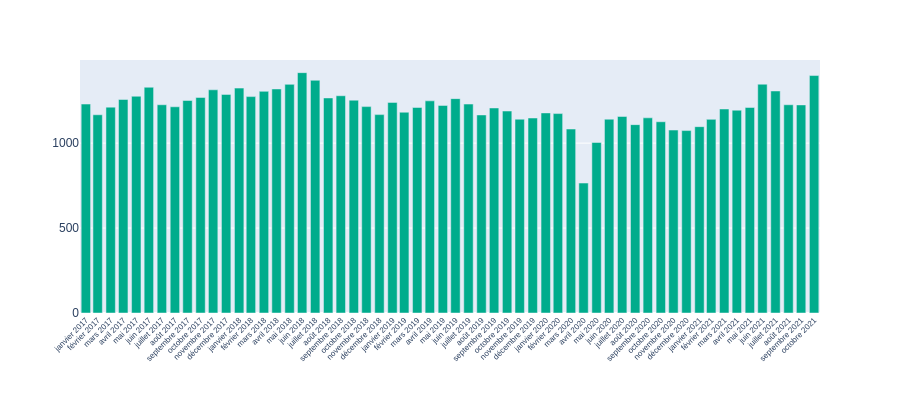 1000
500
0
janvier 2017
février 2017
mars 2017
avril 2017
mai 2017
juin 2017
juillet 2017
août 2017
septembre 2017
octobre 2017
novembre 2017
décembre 2017
janvier 2018
février 2018
mars 2018
avril 2018
mai 2018
juin 2018
juillet 2018
août 2018
septembre 2018
octobre 2018
novembre 2018
décembre 2018
janvier 2019
février 2019
mars 2019
avril 2019
mai 2019
juin 2019
juillet 2019
août 2019
septembre 2019
octobre 2019
novembre 2019
décembre 2019
janvier 2020
février 2020
mars 2020
avril 2020
mai 2020
juin 2020
juillet 2020
août 2020
septembre 2020
octobre 2020
novembre 2020
décembre 2020
janvier 2021
février 2021
mars 2021
avril 2021
mai 2021
juin 2021
juillet 2021
août 2021
septembre 2021
octobre 2021